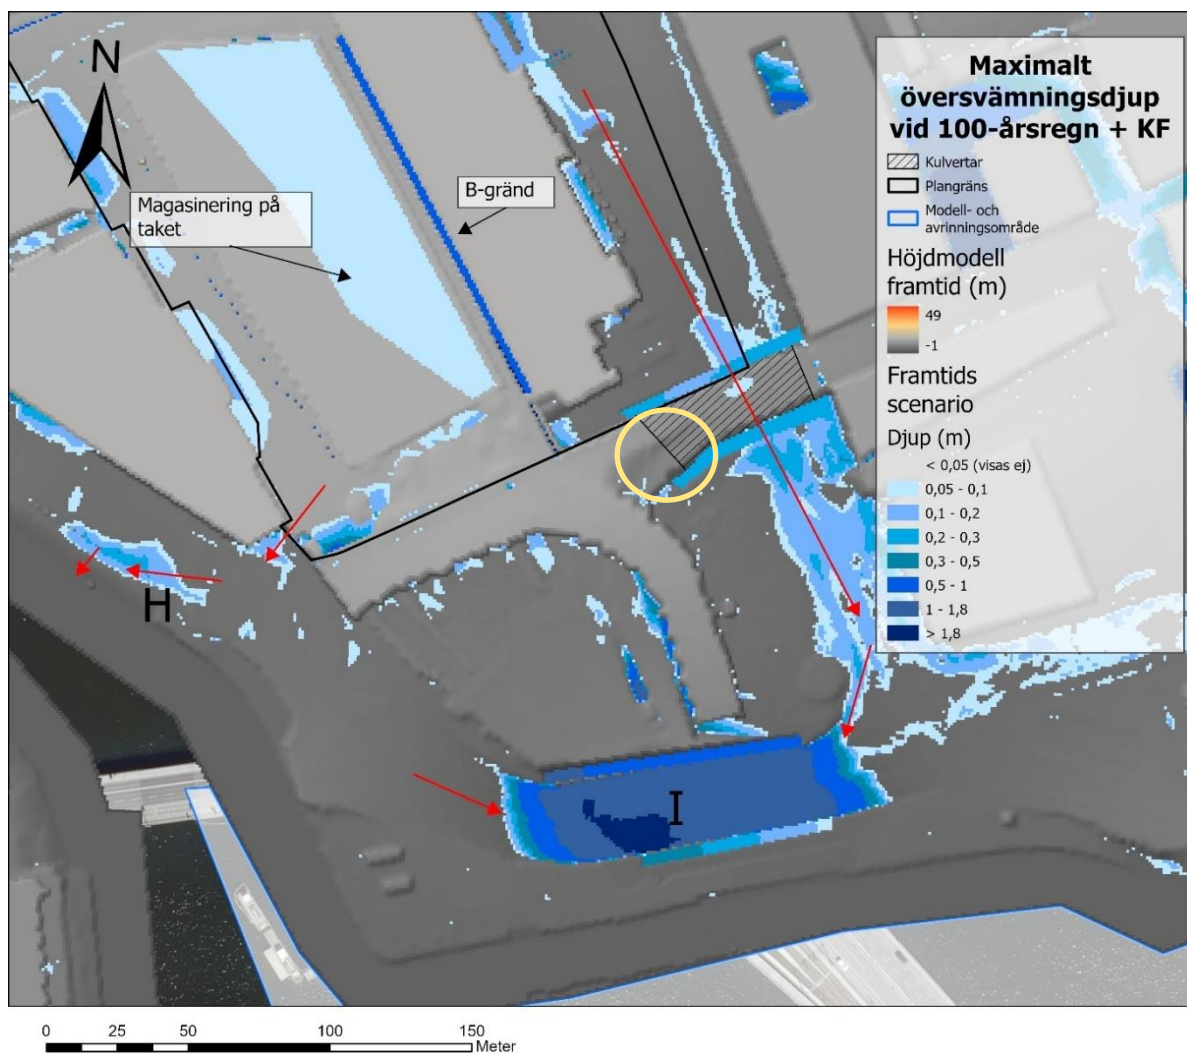 N
Magasinering på
taket
B-gränd
H
I
Maximalt
översvämningsdjup
vid 100-årsregn + KF
Kulvertar
Plangräns
Modell- och
avrinningsområde
Höjdmodell
framtid (m)
49
-1
Framtids
scenario
Djup (m)
< 0,05 (visas ej)
0,05 - 0,1
0,1 - 0,2
0,2 - 0,3
0,3 - 0,5
0,5 - 1
1 - 1,8
> 1,8
0 25 50 100 150
Meter